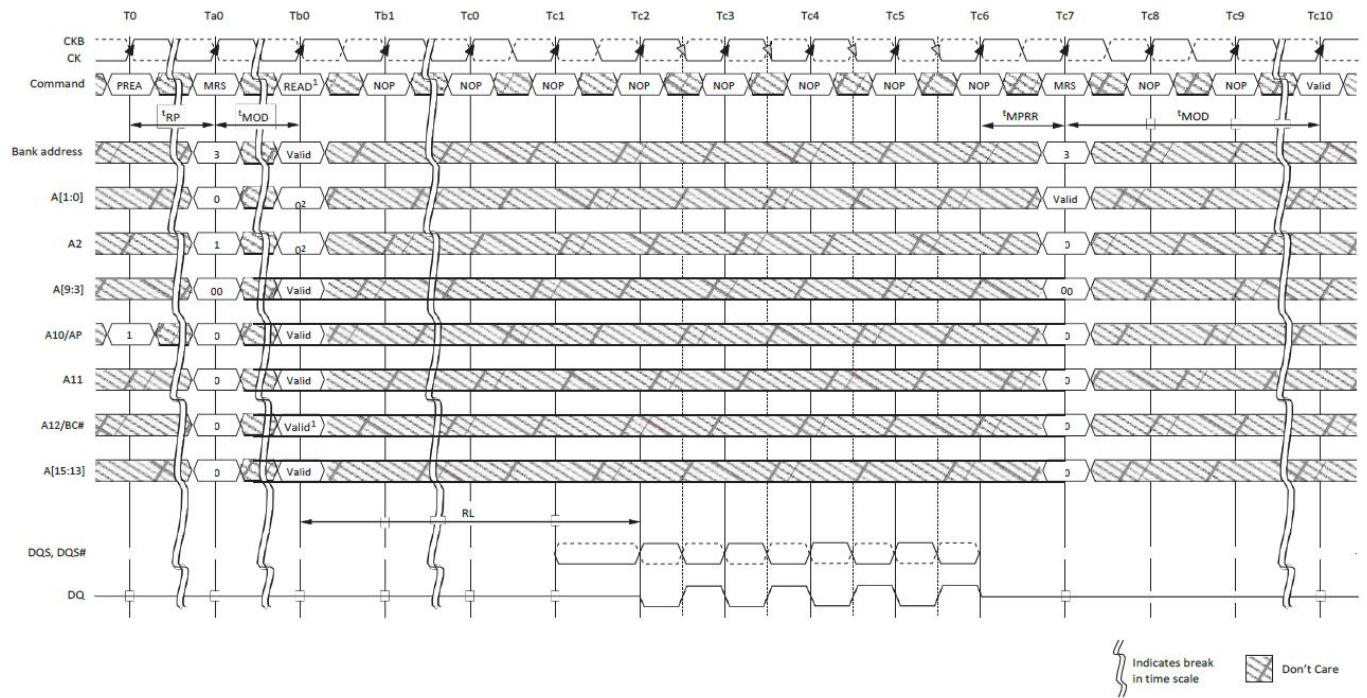 T0 Ta0 Tb0 Tb1 Tc0 Tc1 Tc2 Tc3 Tc4 Tc5 Tc6 Tc7 Tc8 Tc9 Tc10
CKB
CK
Command PREA MRS READ1 NOP NOP NOP NOP NOP NOP NOP NOP MRS NOP NOP Valid
tRP tMOD tMPRR tMOD
Bank address 3 Valid 3
A[1:0] 0 02 Valid
A2 1 02 0
A[9:3] 00 Valid 00
A10/AP 1 0 Valid 0
A11 0 Valid 0
A12/BC# 0 Valid1 0
A[15:13] 0 Valid 0
RL
DQS, DQS#
DQ
Indicates break
in time scale
Don't Care